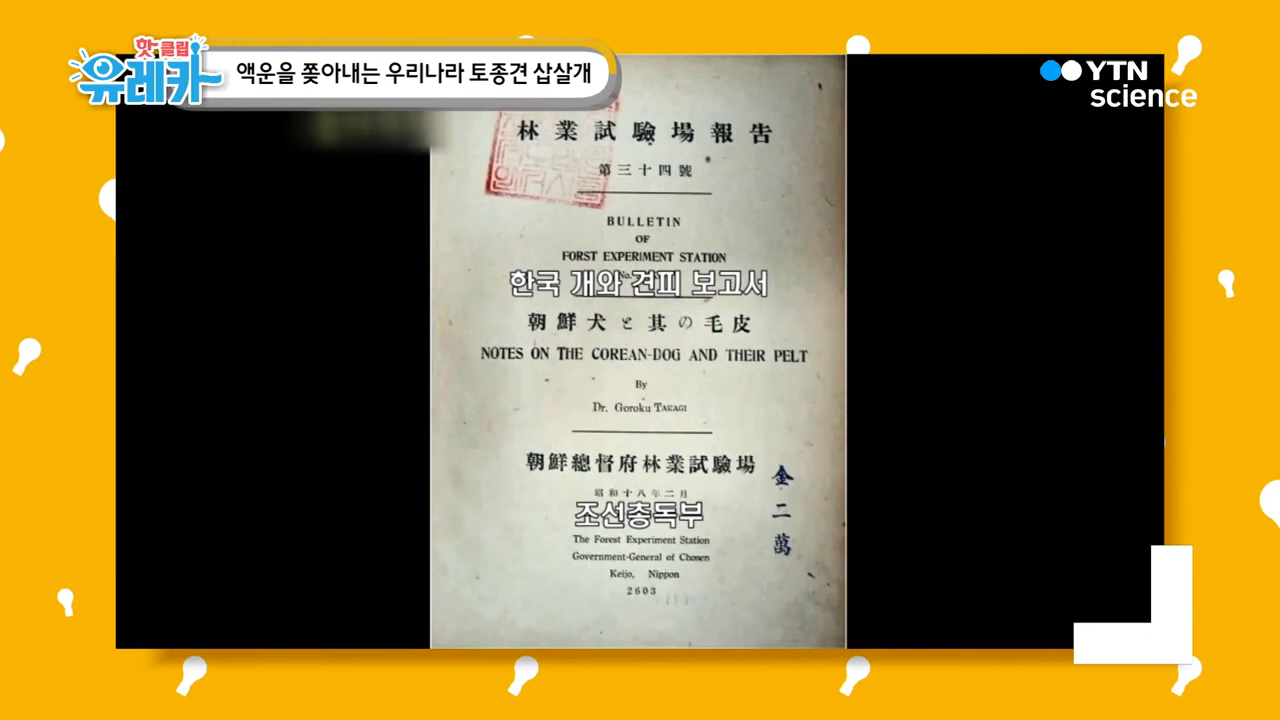 핫클립
유레카
액운을 쫓아내는 우리나라 토종견 삽살개
YTN
science
林業試驗場報告
第三十四號
BULLETIN
OF
FORST EXPERIMENT STATION
No.
한국 개와 견피 보고서
朝鮮犬と其の毛皮
NOTES ON THE COREAN-DOG AND THEIR PELT
By
Dr. Goroku TAKAGI
朝鮮總督府林業試驗場
昭和十八年二月
조선총독부
The Forest Experiment Station
Government-General of Chosen
Keijo, Nippon
2603
金二萬